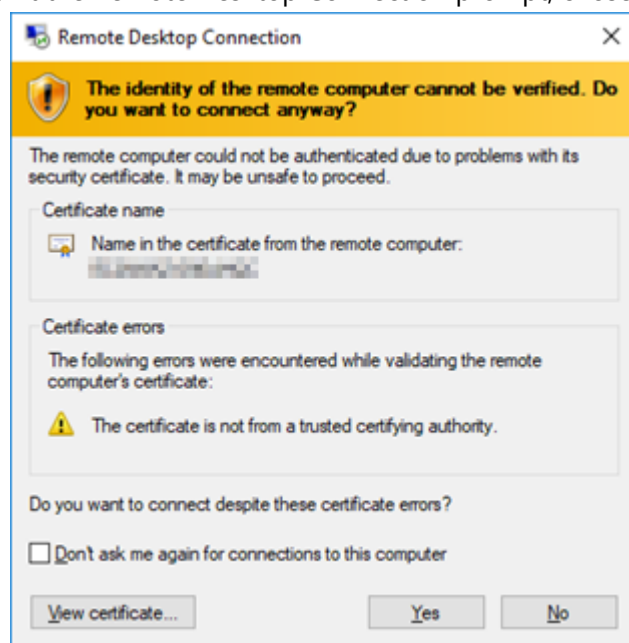 Remote Desktop Connection
The identity of the remote computer cannot be verified. Do
you want to connect anyway?
The remote computer could not be authenticated due to problems with its
security certificate. It may be unsafe to proceed.
Certificate name
Name in the certificate from the remote computer:
Certificate errors
The following errors were encountered while validating the remote
computer's certificate:
The certificate is not from a trusted certifying authority.
Do you want to connect despite these certificate errors?
Don't ask me again for connections to this computer
View certificate...
Yes
No